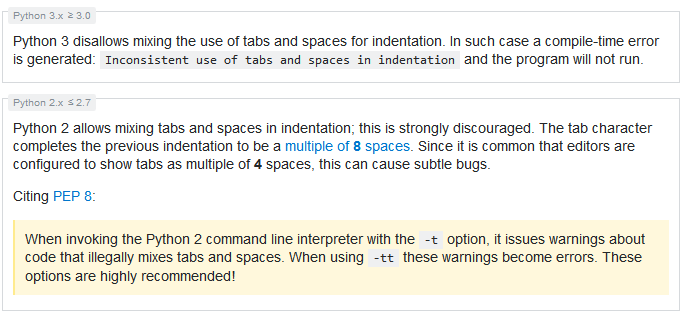 Python 3.x ≥ 3.0
Python 3 disallows mixing the use of tabs and spaces for indentation. In such case a compile-time error
is generated: Inconsistent use of tabs and spaces in indentation and the program will not run.
Python 2.x ≤ 2.7
Python 2 allows mixing tabs and spaces in indentation; this is strongly discouraged. The tab character
completes the previous indentation to be a multiple of 8 spaces. Since it is common that editors are
configured to show tabs as multiple of 4 spaces, this can cause subtle bugs.
Citing PEP 8:
When invoking the Python 2 command line interpreter with the -t option, it issues warnings about
code that illegally mixes tabs and spaces. When using -tt these warnings become errors. These
options are highly recommended!